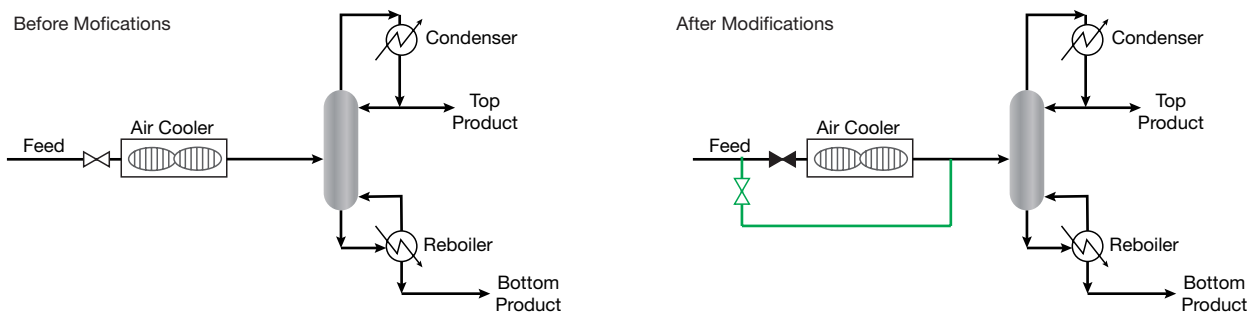 Before Mofications
Condenser
Top
Product
Feed
Air Cooler
Reboiler
Bottom
Product
After Modifications
Condenser
Top
Product
Feed
Air Cooler
Reboiler
Bottom
Product